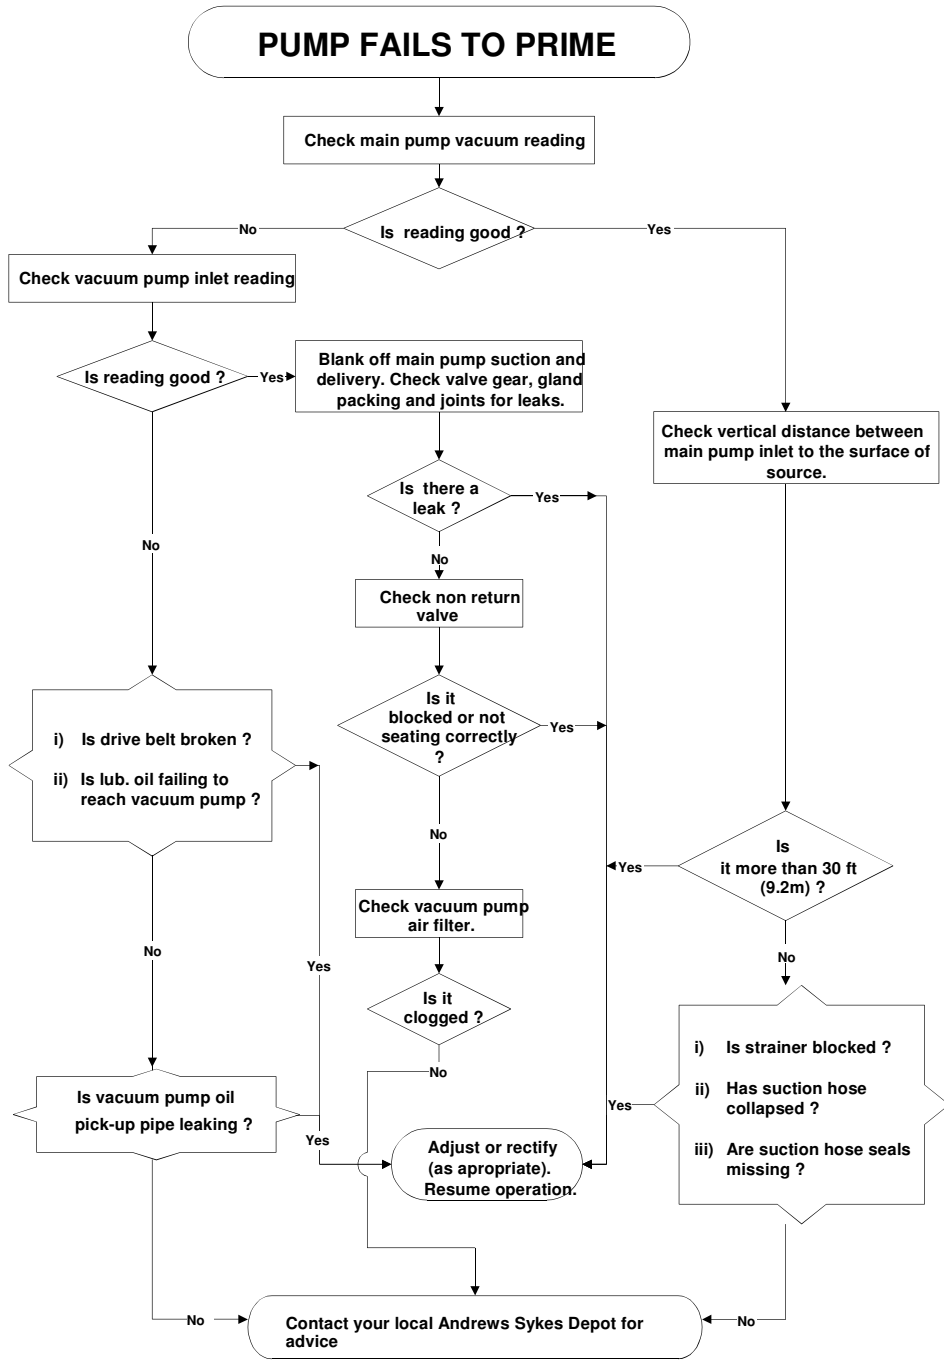 PUMP FAILS TO PRIME
Check main pump vacuum reading
Is reading good ?
No
Yes
Check vacuum pump inlet reading
Is reading good ?
Yes
Blank off main pump suction and
delivery. Check valve gear, gland
packing and joints for leaks.
Check vertical distance between
main pump inlet to the surface of
source.
Is there a
leak ?
Yes
No
No
Check non return
valve
Is it
blocked or not
seating correctly
?
Yes
i) Is drive belt broken ?
ii) Is lub. oil failing to
reach vacuum pump ?
No
Is
it more than 30 ft
(9.2m) ?
Yes
Check vacuum pump
air filter.
No
Yes
No
Is it
clogged ?
No
i) Is strainer blocked ?
ii) Has suction hose
collapsed ?
iii) Are suction hose seals
missing ?
Yes
Is vacuum pump oil
pick-up pipe leaking ?
Yes
Adjust or rectify
(as apropriate).
Resume operation.
No
No
Contact your local Andrews Sykes Depot for
advice